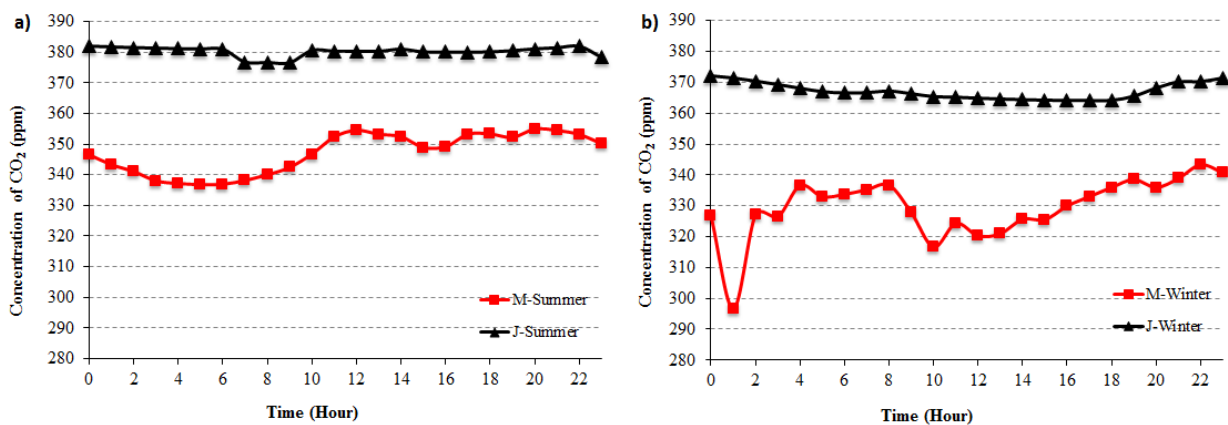 a)
Concentration of CO2 (ppm)
390
380
370
360
350
340
330
320
310
300
290
280
M-Summer
J-Summer
0 2 4 6 8 10 12 14 16 18 20 22
Time (Hour)
b)
Concentration of CO2 (ppm)
390
380
370
360
350
340
330
320
310
300
290
280
M-Winter
J-Winter
0 2 4 6 8 10 12 14 16 18 20 22
Time (Hour)